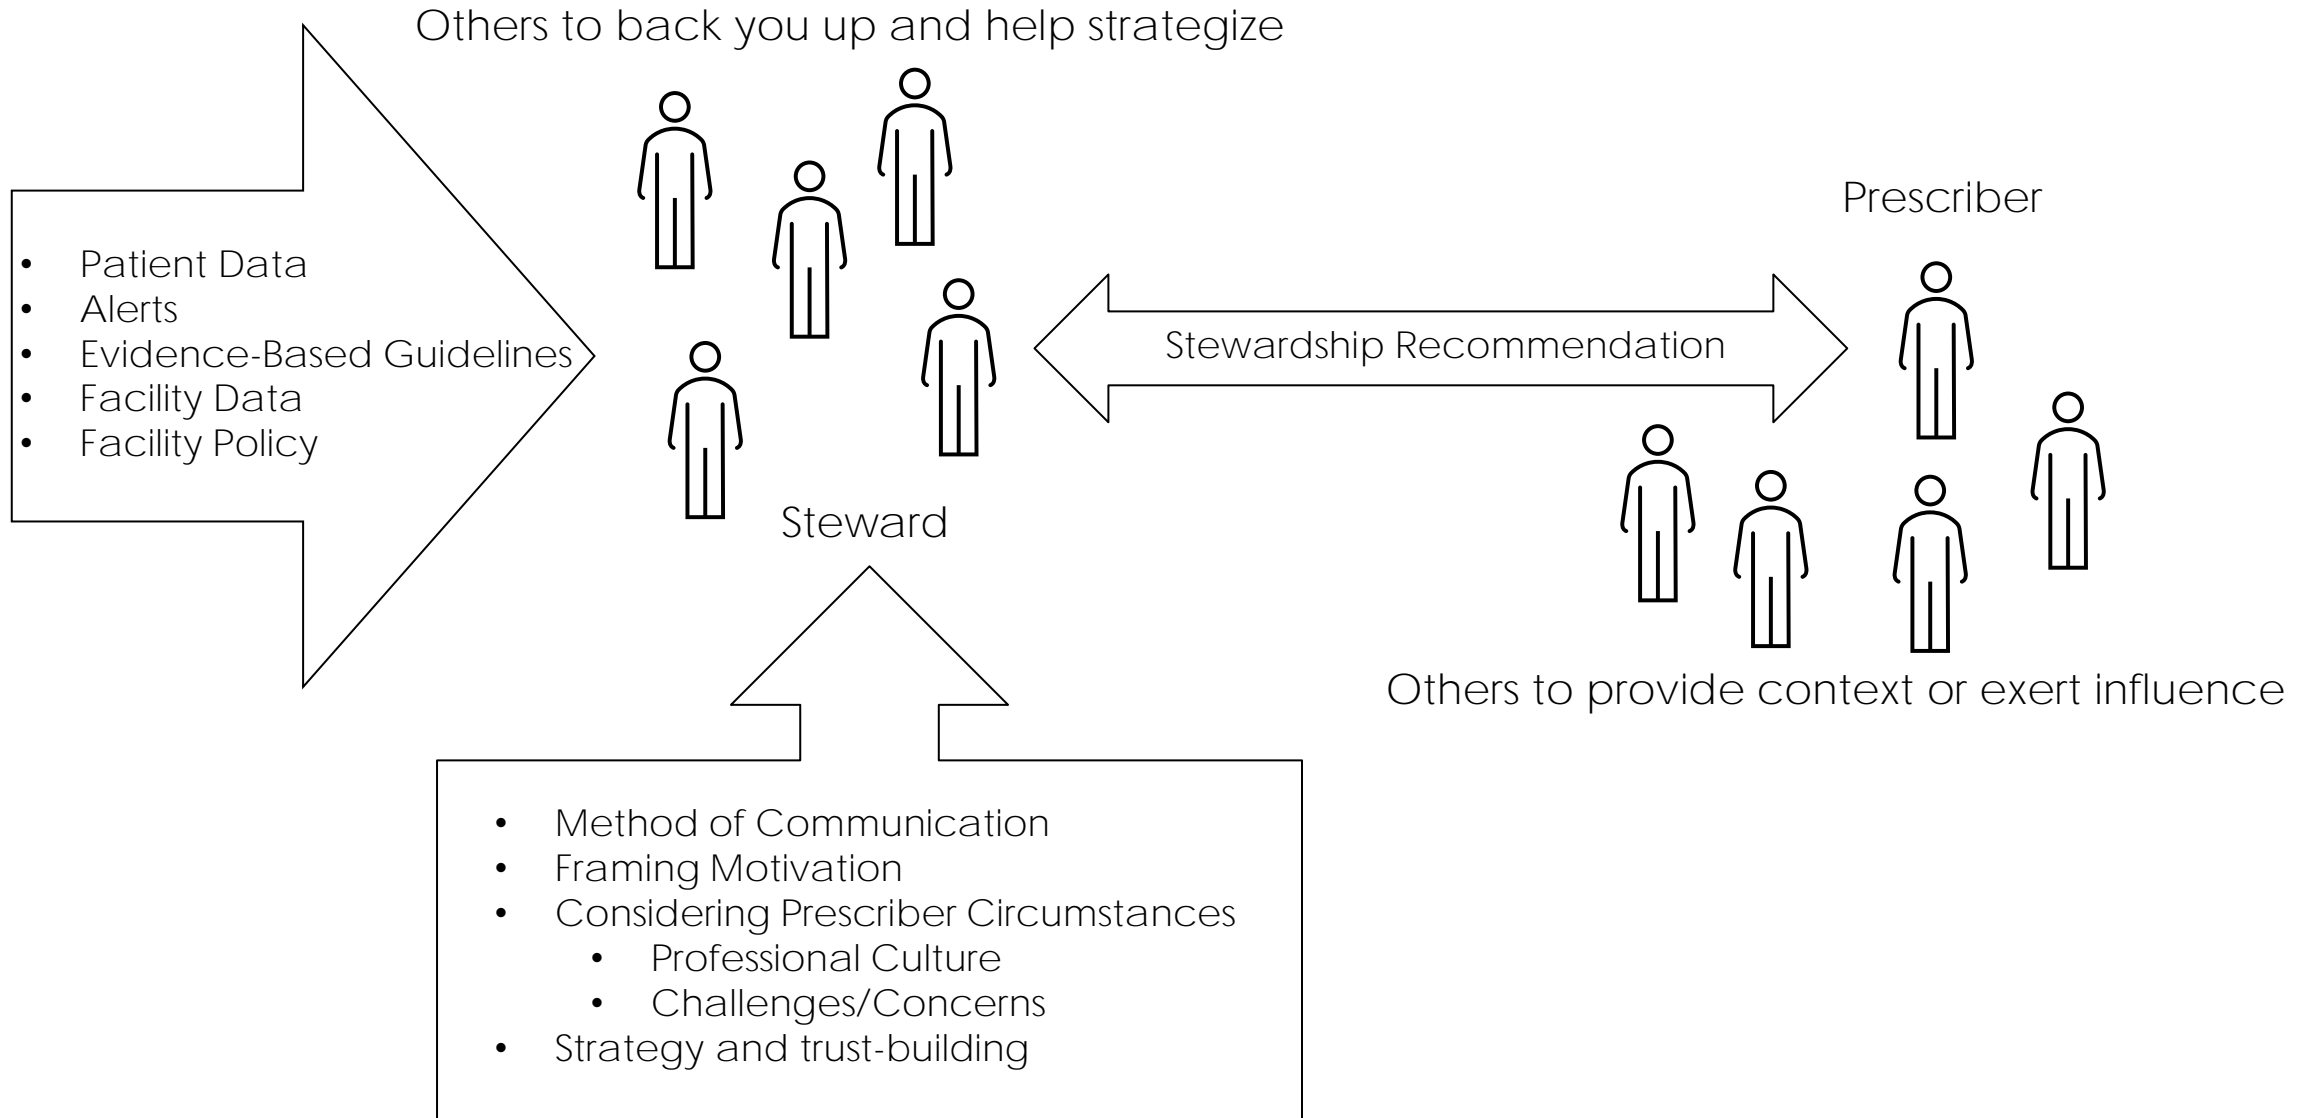 Others to back you up and help strategize
• Patient Data
• Alerts
• Evidence-Based Guidelines
• Facility Data
• Facility Policy
Steward
Stewardship Recommendation
Prescriber
Others to provide context or exert influence
• Method of Communication
• Framing Motivation
• Considering Prescriber Circumstances
• Professional Culture
• Challenges/Concerns
• Strategy and trust-building